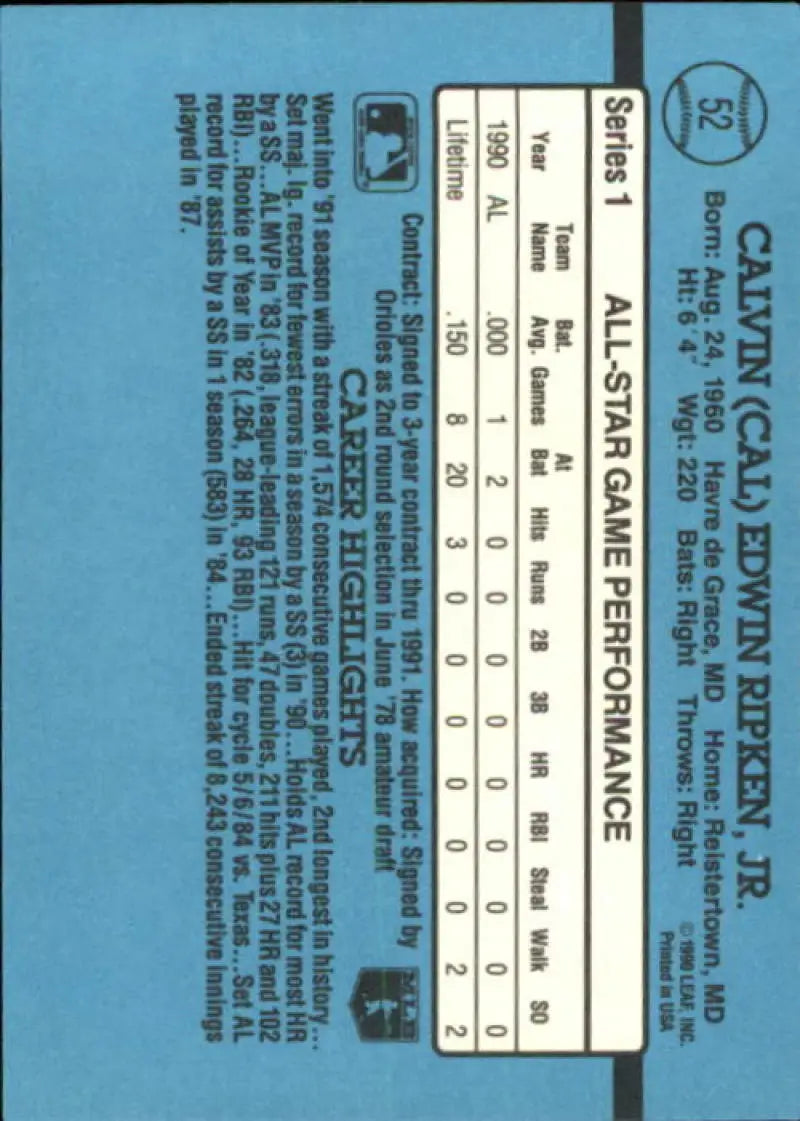 52
CALVIN (CAL) EDWIN RIPKEN, JR.
Born: Aug. 24, 1960 Havre de Grace, MD Home: Reistertown, MD
Ht: 6´4˝ Wgt: 220 Bats: Right Throws: Right
© 1990 LEAF, INC.
Printed in USA
Series 1 ALL-STAR GAME PERFORMANCE
Year Team Name Bat. Avg. Games At Bat Hits Runs 2B 3B HR RBI Steal Walk SO
1990 AL .000 1 2 0 0 0 0 0 0 0 0 0
Lifetime .150 8 20 3 0 0 0 0 0 0 2 2
Contract: Signed to 3-year contract thru 1991. How acquired: Signed by
Orioles as 2nd round selection in June '78 amateur draft
MLB
CAREER HIGHLIGHTS
Went into '91 season with a streak of 1,574 consecutive games played, 2nd longest in history...
Set maj. lg. record for fewest errors in a season by a SS (3) in '90...Holds AL record for most HR
by a SS...AL MVP in '83 (.318, league-leading 121 runs, 47 doubles, 211 hits plus 27 HR and 102
RBI)...Rookie of Year in '82 (.264, 28 HR, 93 RBI)...Hit for cycle 5/6/84 vs. Texas...Set AL
record for assists by a SS in 1 season (583) in '84...Ended streak of 8,243 consecutive innings
played in '87.